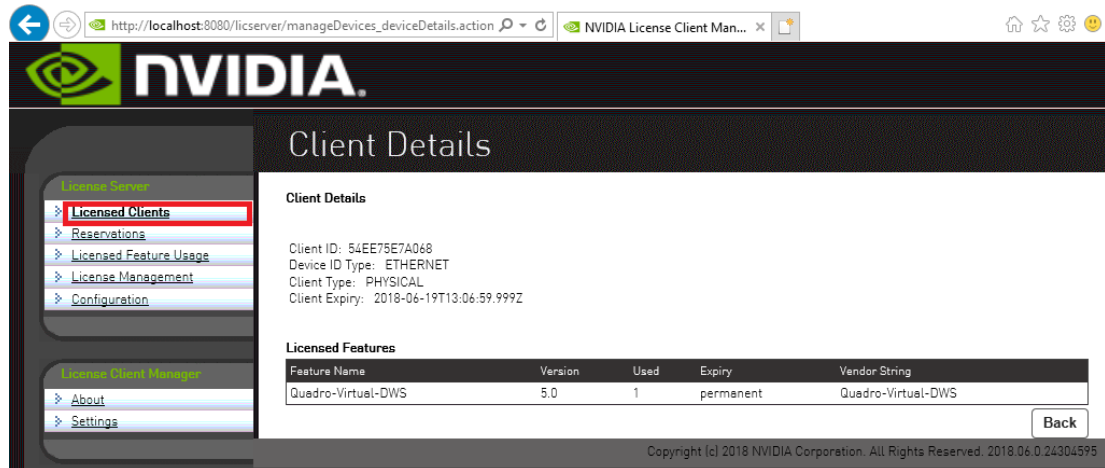 http://localhost:8080/licserver/manageDevices_deviceDetails.action
NVIDIA License Client Man...
NVIDIA.
Client Details
License Server
Licensed Clients
Reservations
Licensed Feature Usage
License Management
Configuration
License Client Manager
About
Settings
Client Details
Client ID: 54EE75E7A068
Device ID Type: ETHERNET
Client Type: PHYSICAL
Client Expiry: 2018-06-19T13:06:59.999Z
Licensed Features
Feature Name Version Used Expiry Vendor String
Quadro-Virtual-DWS 5.0 1 permanent Quadro-Virtual-DWS
Back
Copyright (c) 2018 NVIDIA Corporation. All Rights Reserved. 2018.06.0.24304595